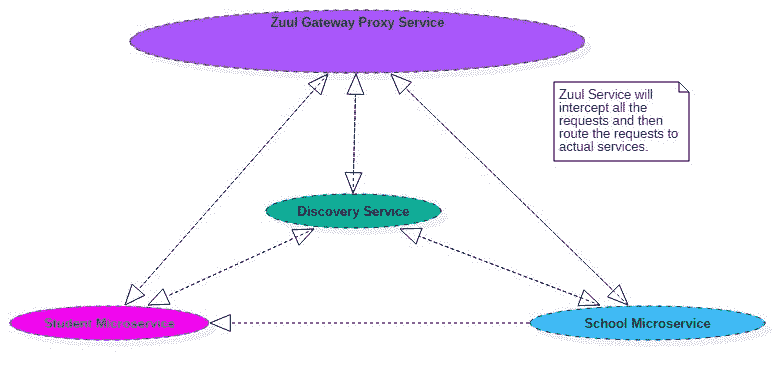 Zuul Gateway Proxy Service
Zuul Service will
intercept all the
requests and then
route the requests to
actual services.
Discovery Service
Student Microservice
School Microservice